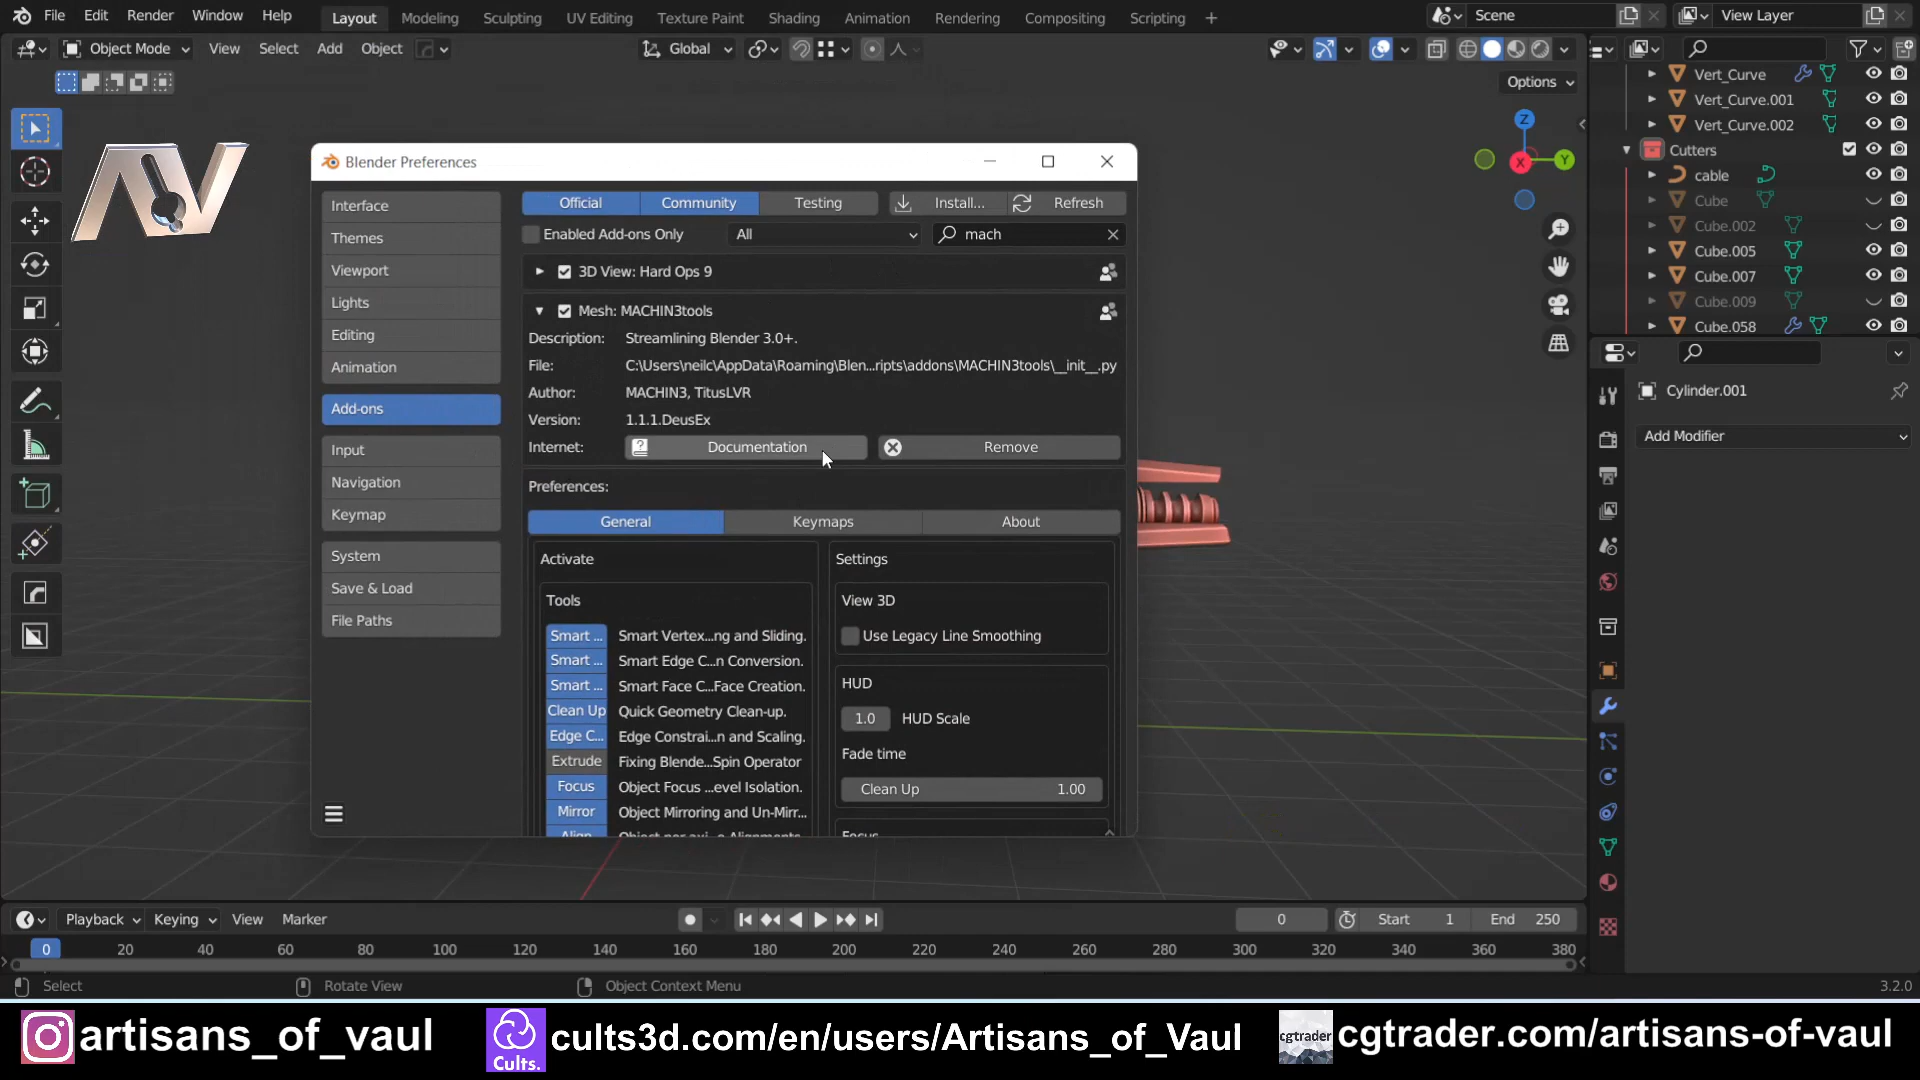 File Edit Render Window Help Layout Modeling Sculpting UV Editing Texture Paint Shading Animation Rendering Compositing Scripting + Scene View Layer
Object Mode View Select Add Object Global
Options
Vert_Curve
Vert_Curve.001
Vert_Curve.002
Cutters
cable
Cube
Cube.002
Cube.005
Cube.007
Cube.009
Cube.058
Z
Y
X
AV
Blender Preferences
Interface
Themes
Viewport
Lights
Editing
Animation
Add-ons
Input
Navigation
Keymap
System
Save & Load
File Paths
Official Community Testing Install... Refresh
Enabled Add-ons Only All mach
3D View: Hard Ops 9
Mesh: MACHIN3tools
Description: Streamlining Blender 3.0+.
File: C:\Users\neilc\AppData\Roaming\Blen...ripts\addons\MACHIN3tools\__init__.py
Author: MACHIN3, TitusLVR
Version: 1.1.1.DeusEx
Internet: Documentation Remove
Preferences:
General Keymaps About
Activate
Tools
Smart ... Smart Vertex...ng and Sliding.
Smart ... Smart Edge C...n Conversion.
Smart ... Smart Face C...Face Creation.
Clean Up Quick Geometry Clean-up.
Edge C... Edge Constrai...n and Scaling.
Extrude Fixing Blende...Spin Operator
Focus Object Focus ...evel Isolation.
Mirror Object Mirroring and Un-Mirr...
Align Object per axi...e Alignments
Settings
View 3D
Use Legacy Line Smoothing
HUD
1.0 HUD Scale
Fade time
Clean Up 1.00
Focus
Cylinder.001
Add Modifier
Playback Keying View Marker 0 Start 1 End 250
0 20 40 60 80 100 120 140 160 180 200 220 240 260 280 300 320 340 360 380
Select Rotate View Object Context Menu 3.2.0
artisans_of_vaul Cults. cults3d.com/en/users/Artisans_of_Vaul cgtrader cgtrader.com/artisans-of-vaul